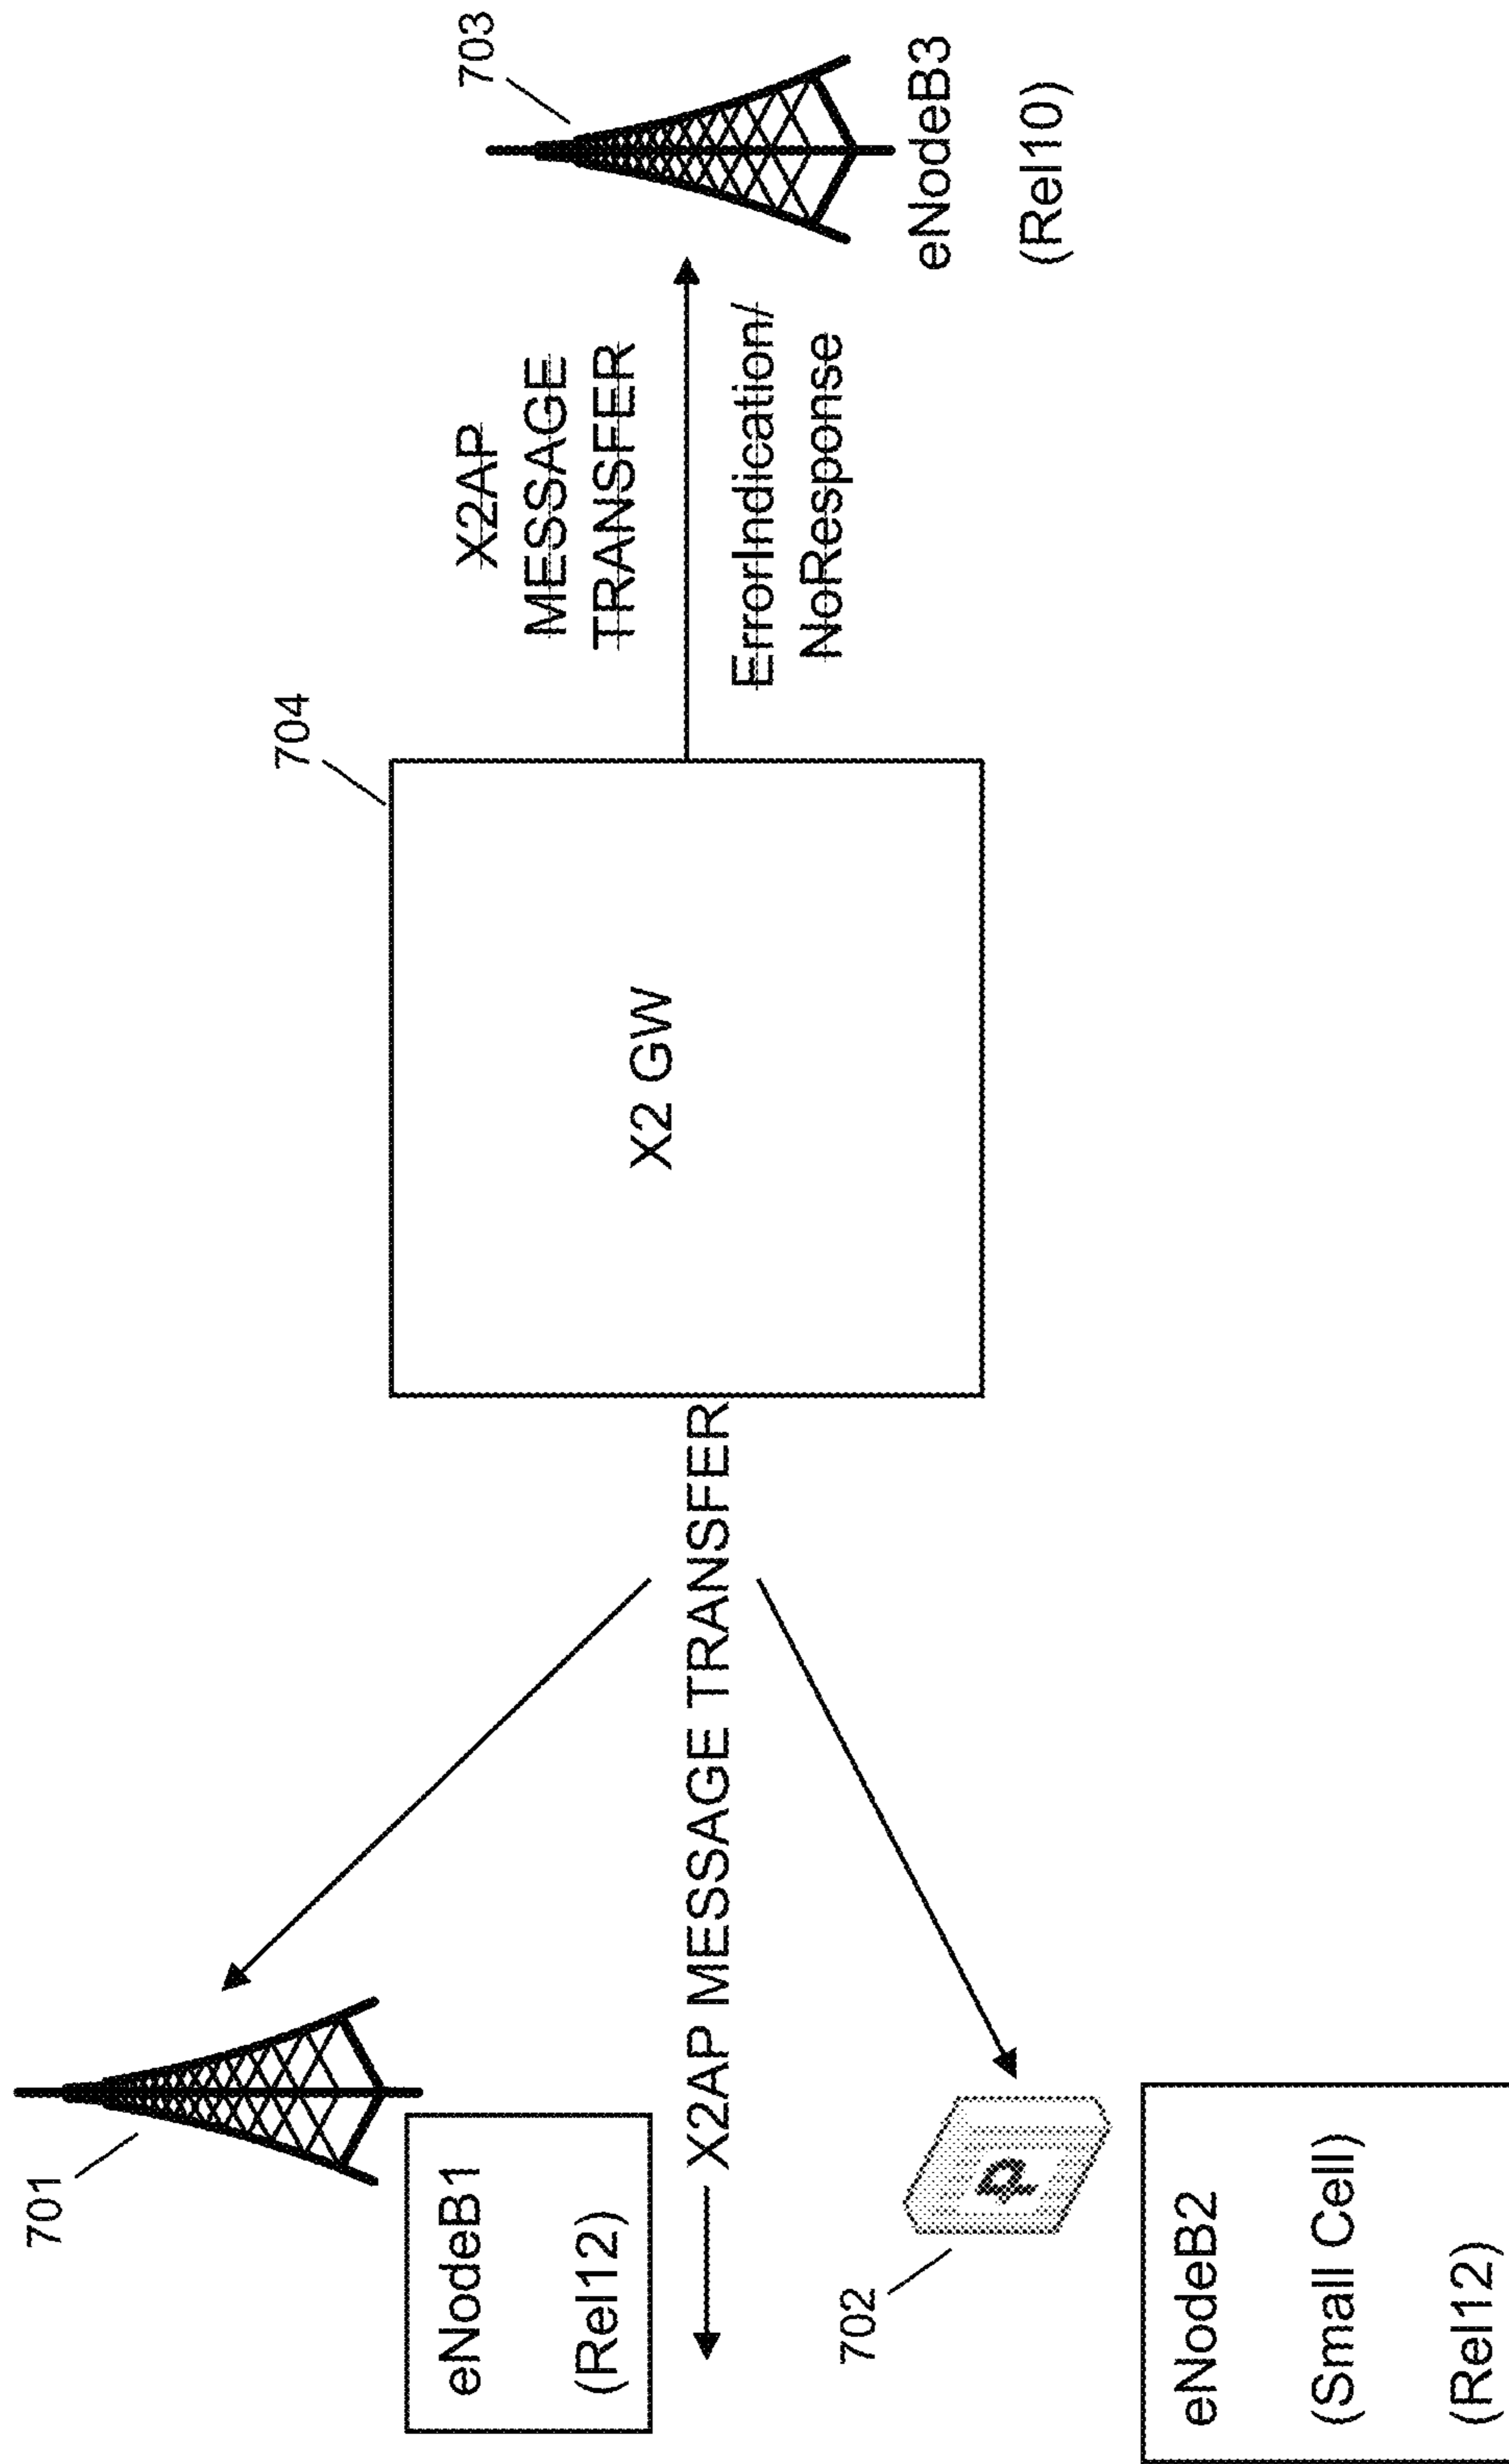 701
eNodeB1
(Rel12)
X2AP MESSAGE TRANSFER
702
eNodeB2
(Small Cell)
(Rel12)
704
X2 GW
X2AP
MESSAGE
TRANSFER
ErrorIndication/
NoResponse
703
eNodeB3
(Rel10)